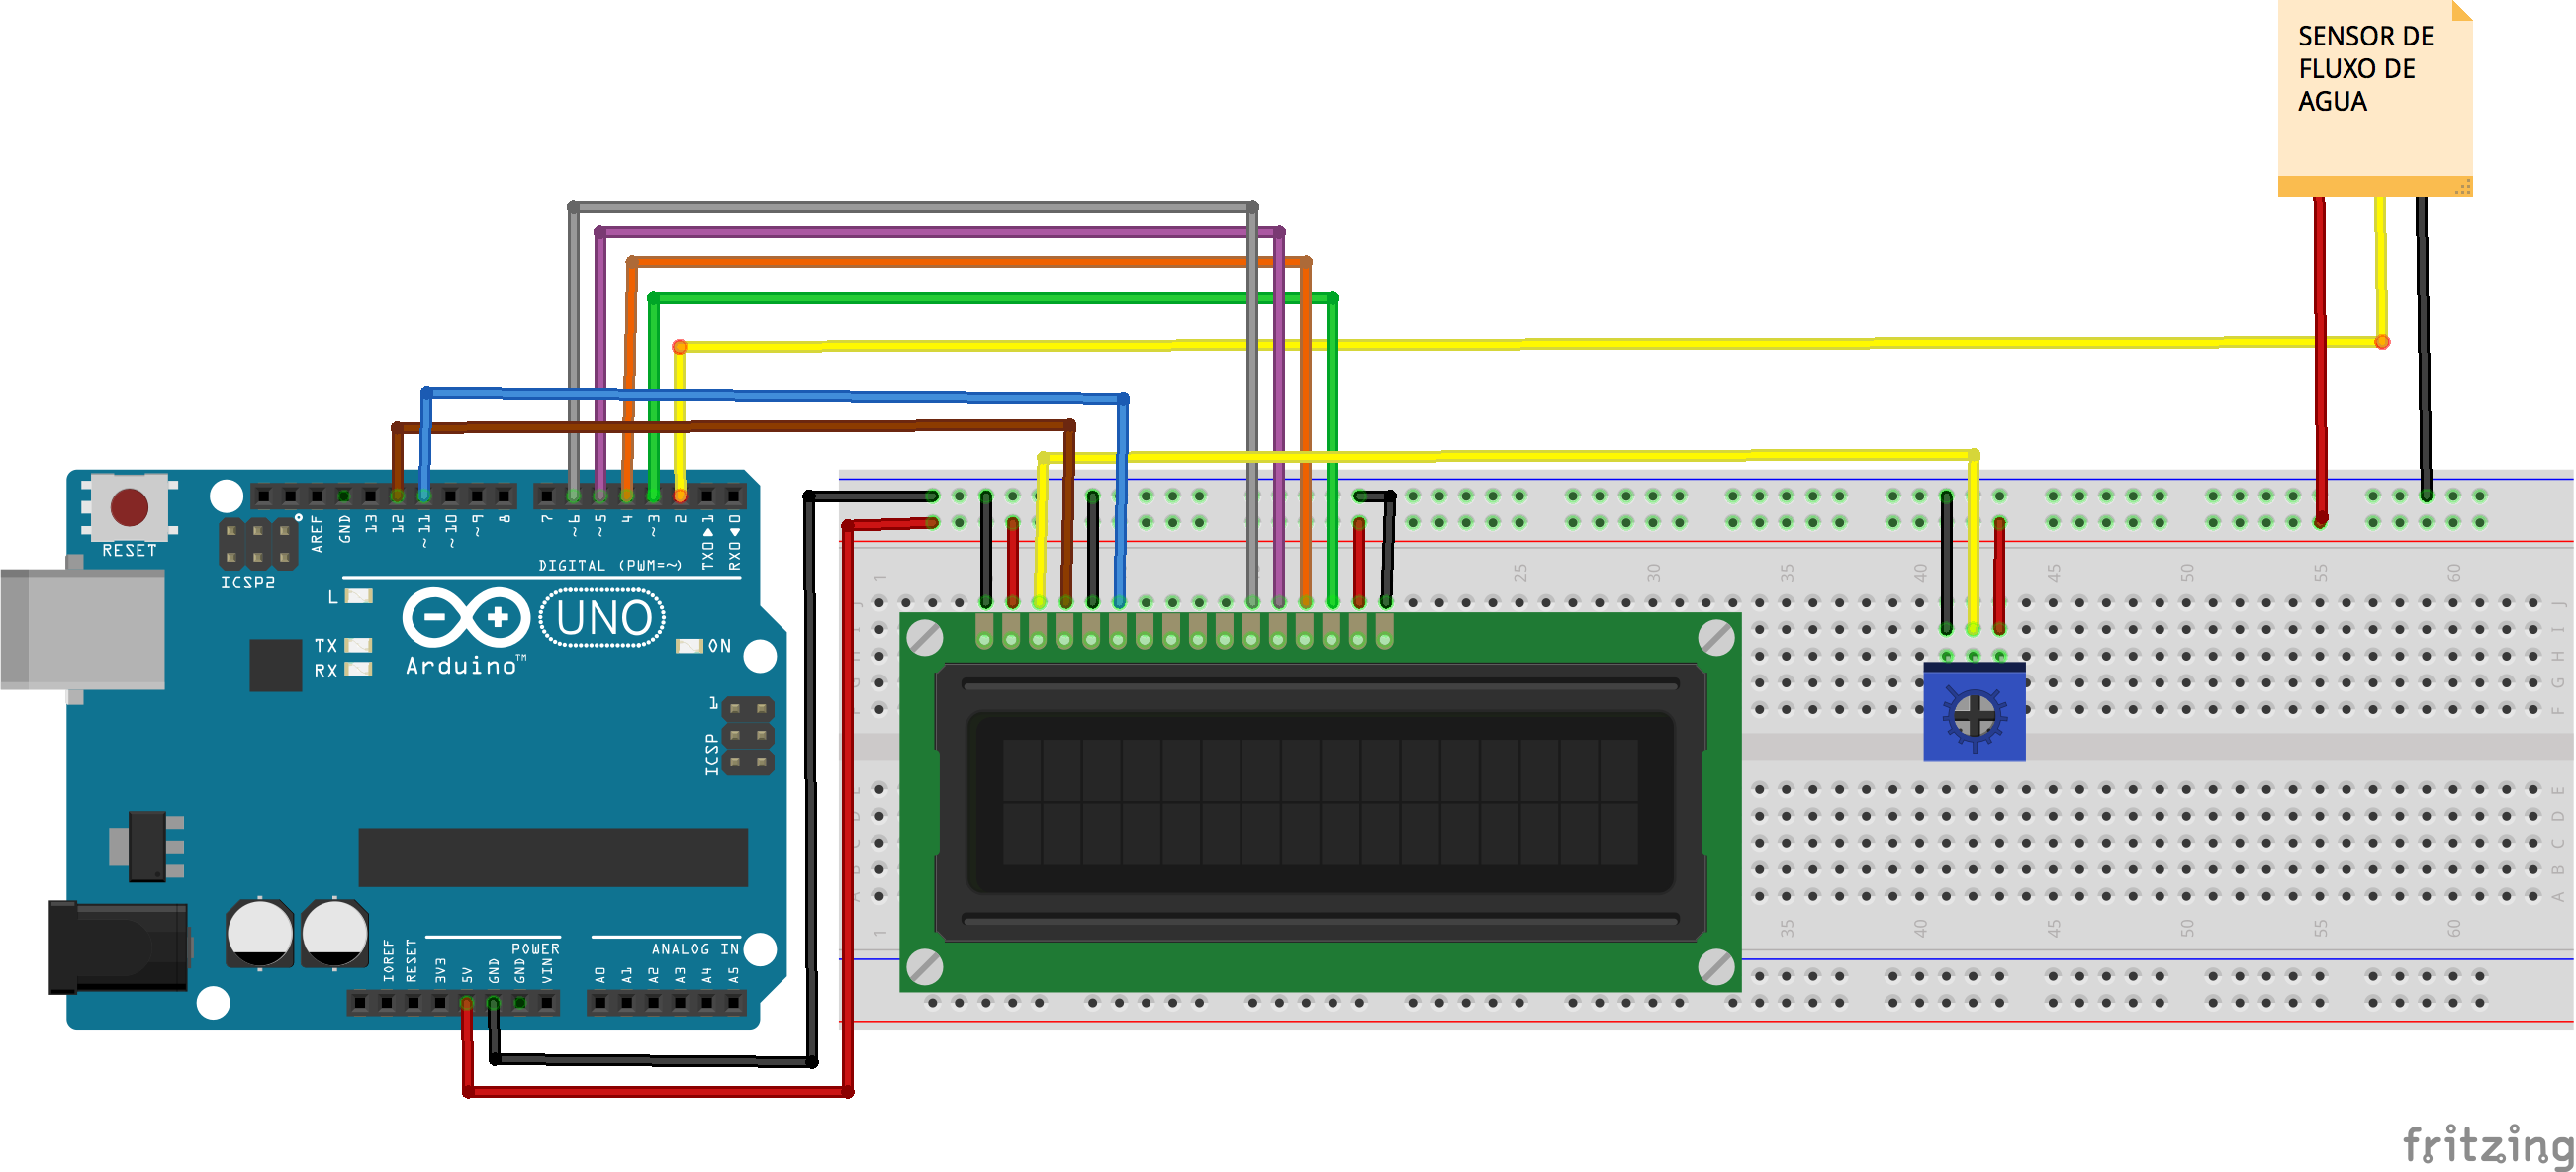 SENSOR DE
FLUXO DE
AGUA
RESET
ICSP2
AREF
GND
13
12
~11
~10
~9
8
7
~6
~5
4
~3
2
TX0▶1
RX0◀0
DIGITAL (PWM=~)
L
TX
RX
UNO
Arduino™
ON
1
ICSP
IOREF
RESET
3V3
5V
GND
GND
VIN
POWER
ANALOG IN
A0
A1
A2
A3
A4
A5
1
25
30
35
40
45
50
55
60
J
I
H
G
F
E
D
C
B
A
1
35
40
45
50
55
60
fritzing